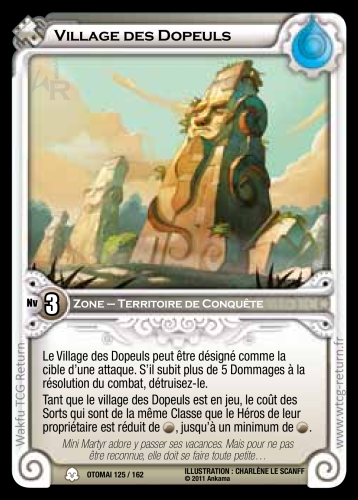 Village des Dopeuls
WR
Nv 3 Zone – Territoire de Conquête
Le Village des Dopeuls peut être désigné comme la
cible d'une attaque. S'il subit plus de 5 Dommages à la
résolution du combat, détruisez-le.
Tant que le village des Dopeuls est en jeu, le coût des
Sorts qui sont de la même Classe que le Héros de leur
propriétaire est réduit de , jusqu'à un minimum de .
Mini Martyr adore y passer ses vacances. Mais pour ne pas
être reconnue, elle doit se faire toute petite…
Wakfu TCG Return
www.wtcg-return.fr
OTOMAI 125 / 162
ILLUSTRATION : CHARLÈNE LE SCANFF
© 2011 Ankama